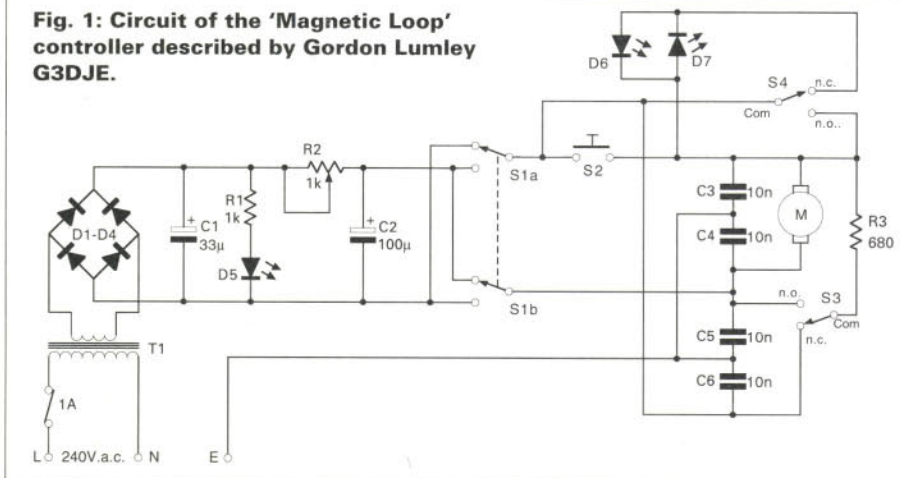 Fig. 1: Circuit of the ‘Magnetic Loop’
controller described by Gordon Lumley
G3DJE.
D6
D7
S4
n.c.
Com
n.o..
R2
1k
S1a
S2
R1
1k
+
C1
33μ
+
C2
100μ
D1-D4
D5
C3
10n
M
C4
10n
R3
680
S1b
n.o.
S3
Com
n.c.
C5
10n
C6
10n
T1
1A
L
240V.a.c.
N
E